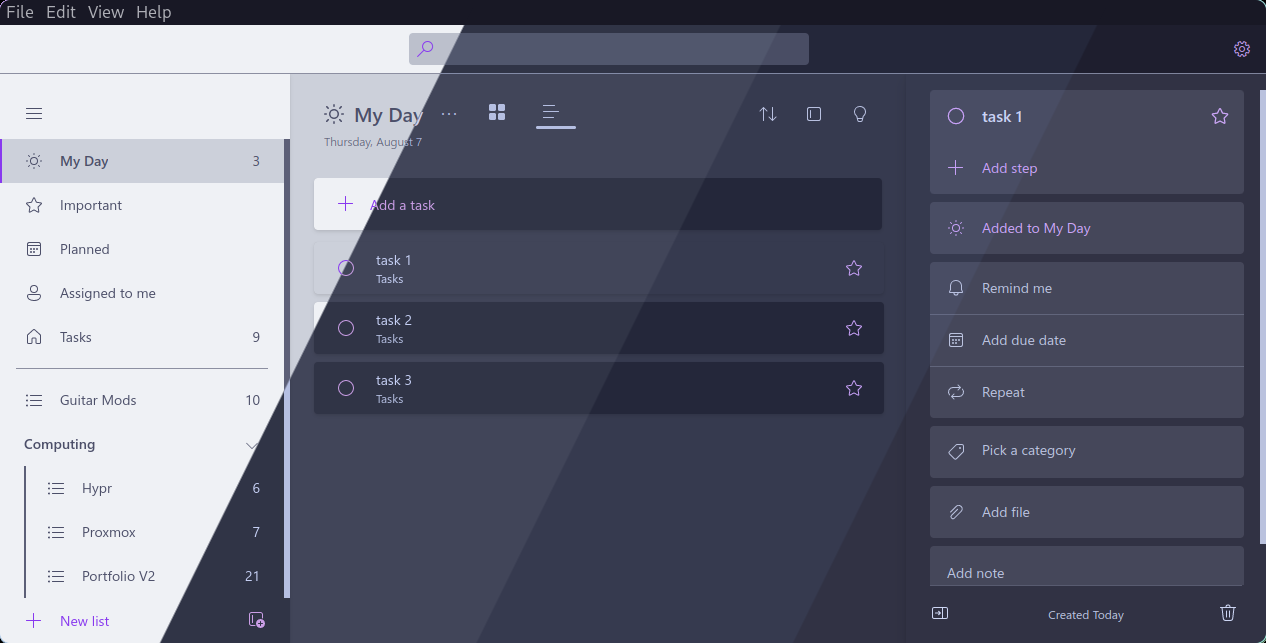 File Edit View Help
My Day 3
Important
Planned
Assigned to me
Tasks 9
Guitar Mods 10
Computing
Hypr 6
Proxmox 7
Portfolio V2 21
New list
My Day ...
Thursday, August 7
Add a task
task 1
Tasks
task 2
Tasks
task 3
Tasks
task 1
Add step
Added to My Day
Remind me
Add due date
Repeat
Pick a category
Add file
Add note
Created Today